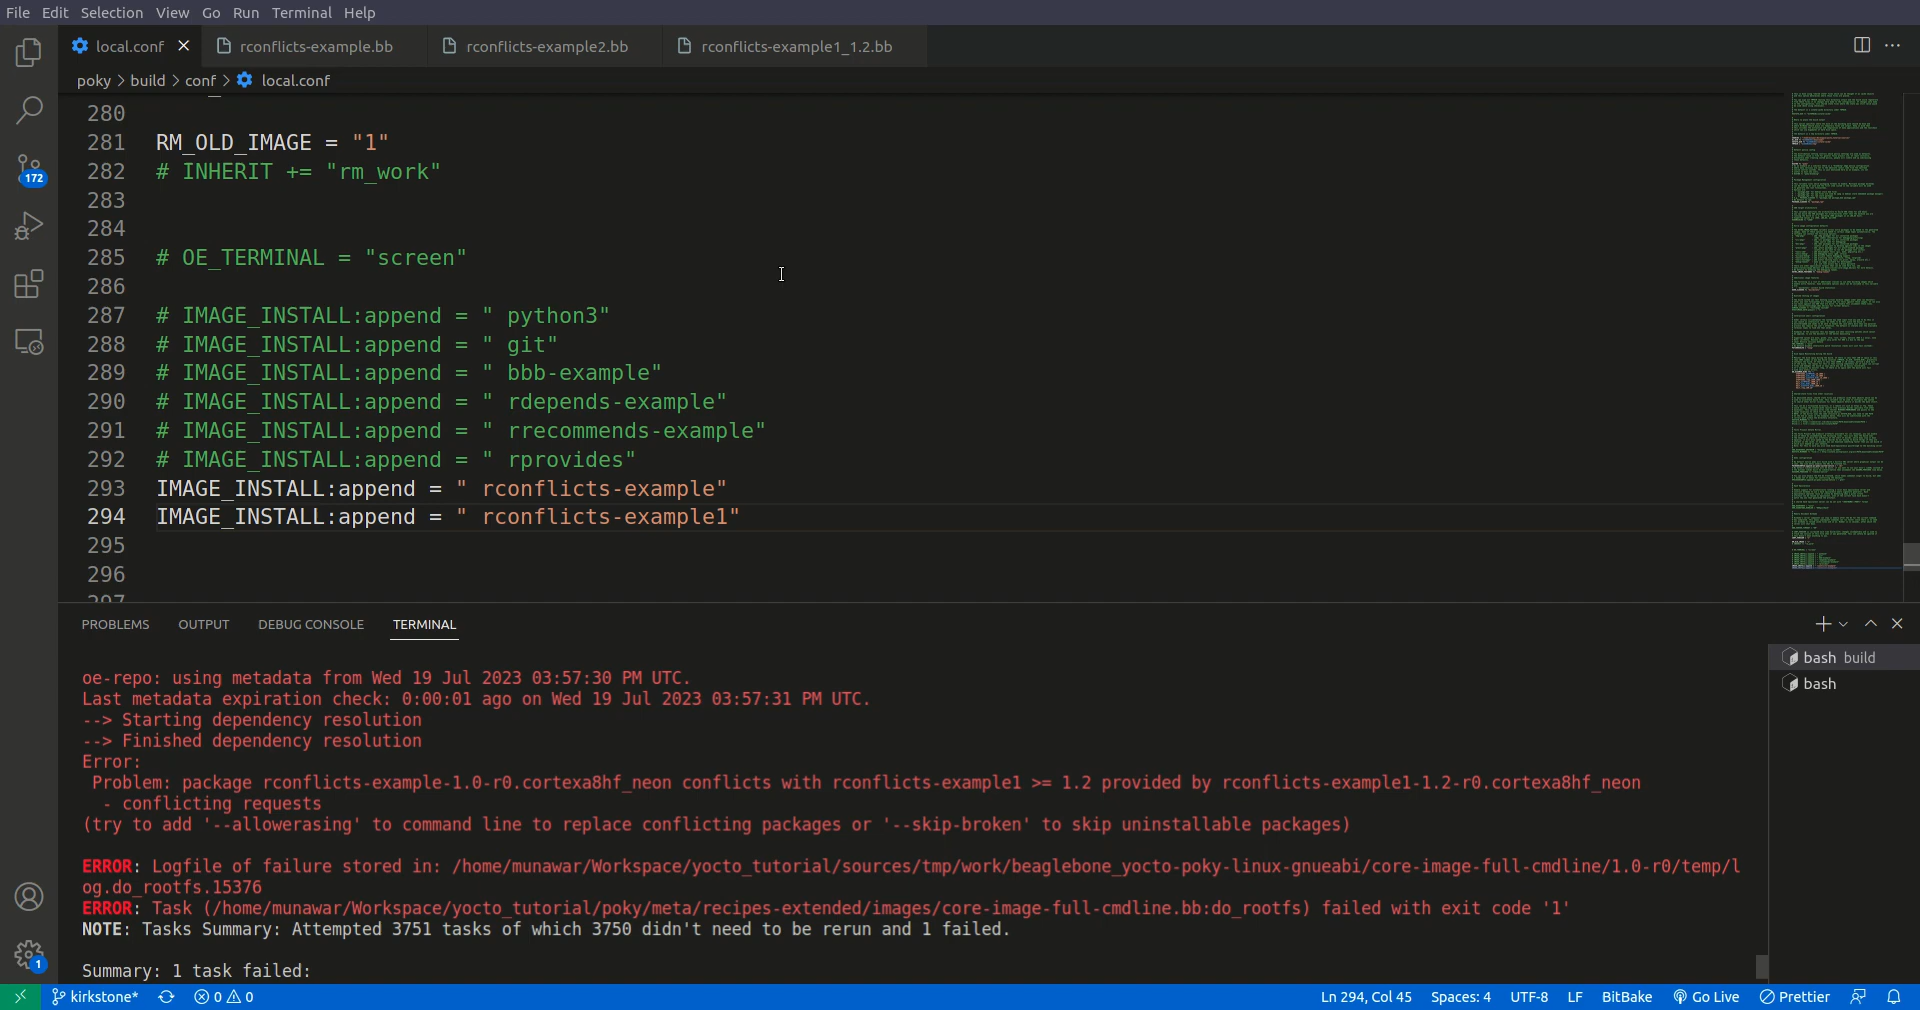 File Edit Selection View Go Run Terminal Help
local.conf rconflicts-example.bb rconflicts-example2.bb rconflicts-example1_1.2.bb
poky > build > conf > local.conf
280
281 RM_OLD_IMAGE = "1"
282 # INHERIT += "rm_work"
283
284
285 # OE_TERMINAL = "screen"
286
287 # IMAGE_INSTALL:append = " python3"
288 # IMAGE_INSTALL:append = " git"
289 # IMAGE_INSTALL:append = " bbb-example"
290 # IMAGE_INSTALL:append = " rdepends-example"
291 # IMAGE_INSTALL:append = " rrecommends-example"
292 # IMAGE_INSTALL:append = " rprovides"
293 IMAGE_INSTALL:append = " rconflicts-example"
294 IMAGE_INSTALL:append = " rconflicts-example1"
295
296
297
172
PROBLEMS OUTPUT DEBUG CONSOLE TERMINAL
bash build
bash
oe-repo: using metadata from Wed 19 Jul 2023 03:57:30 PM UTC.
Last metadata expiration check: 0:00:01 ago on Wed 19 Jul 2023 03:57:31 PM UTC.
--> Starting dependency resolution
--> Finished dependency resolution
Error:
Problem: package rconflicts-example-1.0-r0.cortexa8hf_neon conflicts with rconflicts-example1 >= 1.2 provided by rconflicts-example1-1.2-r0.cortexa8hf_neon
- conflicting requests
(try to add '--allowerasing' to command line to replace conflicting packages or '--skip-broken' to skip uninstallable packages)
ERROR: Logfile of failure stored in: /home/munawar/Workspace/yocto_tutorial/sources/tmp/work/beaglebone_yocto-poky-linux-gnueabi/core-image-full-cmdline/1.0-r0/temp/l
og.do_rootfs.15376
ERROR: Task (/home/munawar/Workspace/yocto_tutorial/poky/meta/recipes-extended/images/core-image-full-cmdline.bb:do_rootfs) failed with exit code '1'
NOTE: Tasks Summary: Attempted 3751 tasks of which 3750 didn't need to be rerun and 1 failed.
Summary: 1 task failed:
1
kirkstone* 0 0 Ln 294, Col 45 Spaces: 4 UTF-8 LF BitBake Go Live Prettier